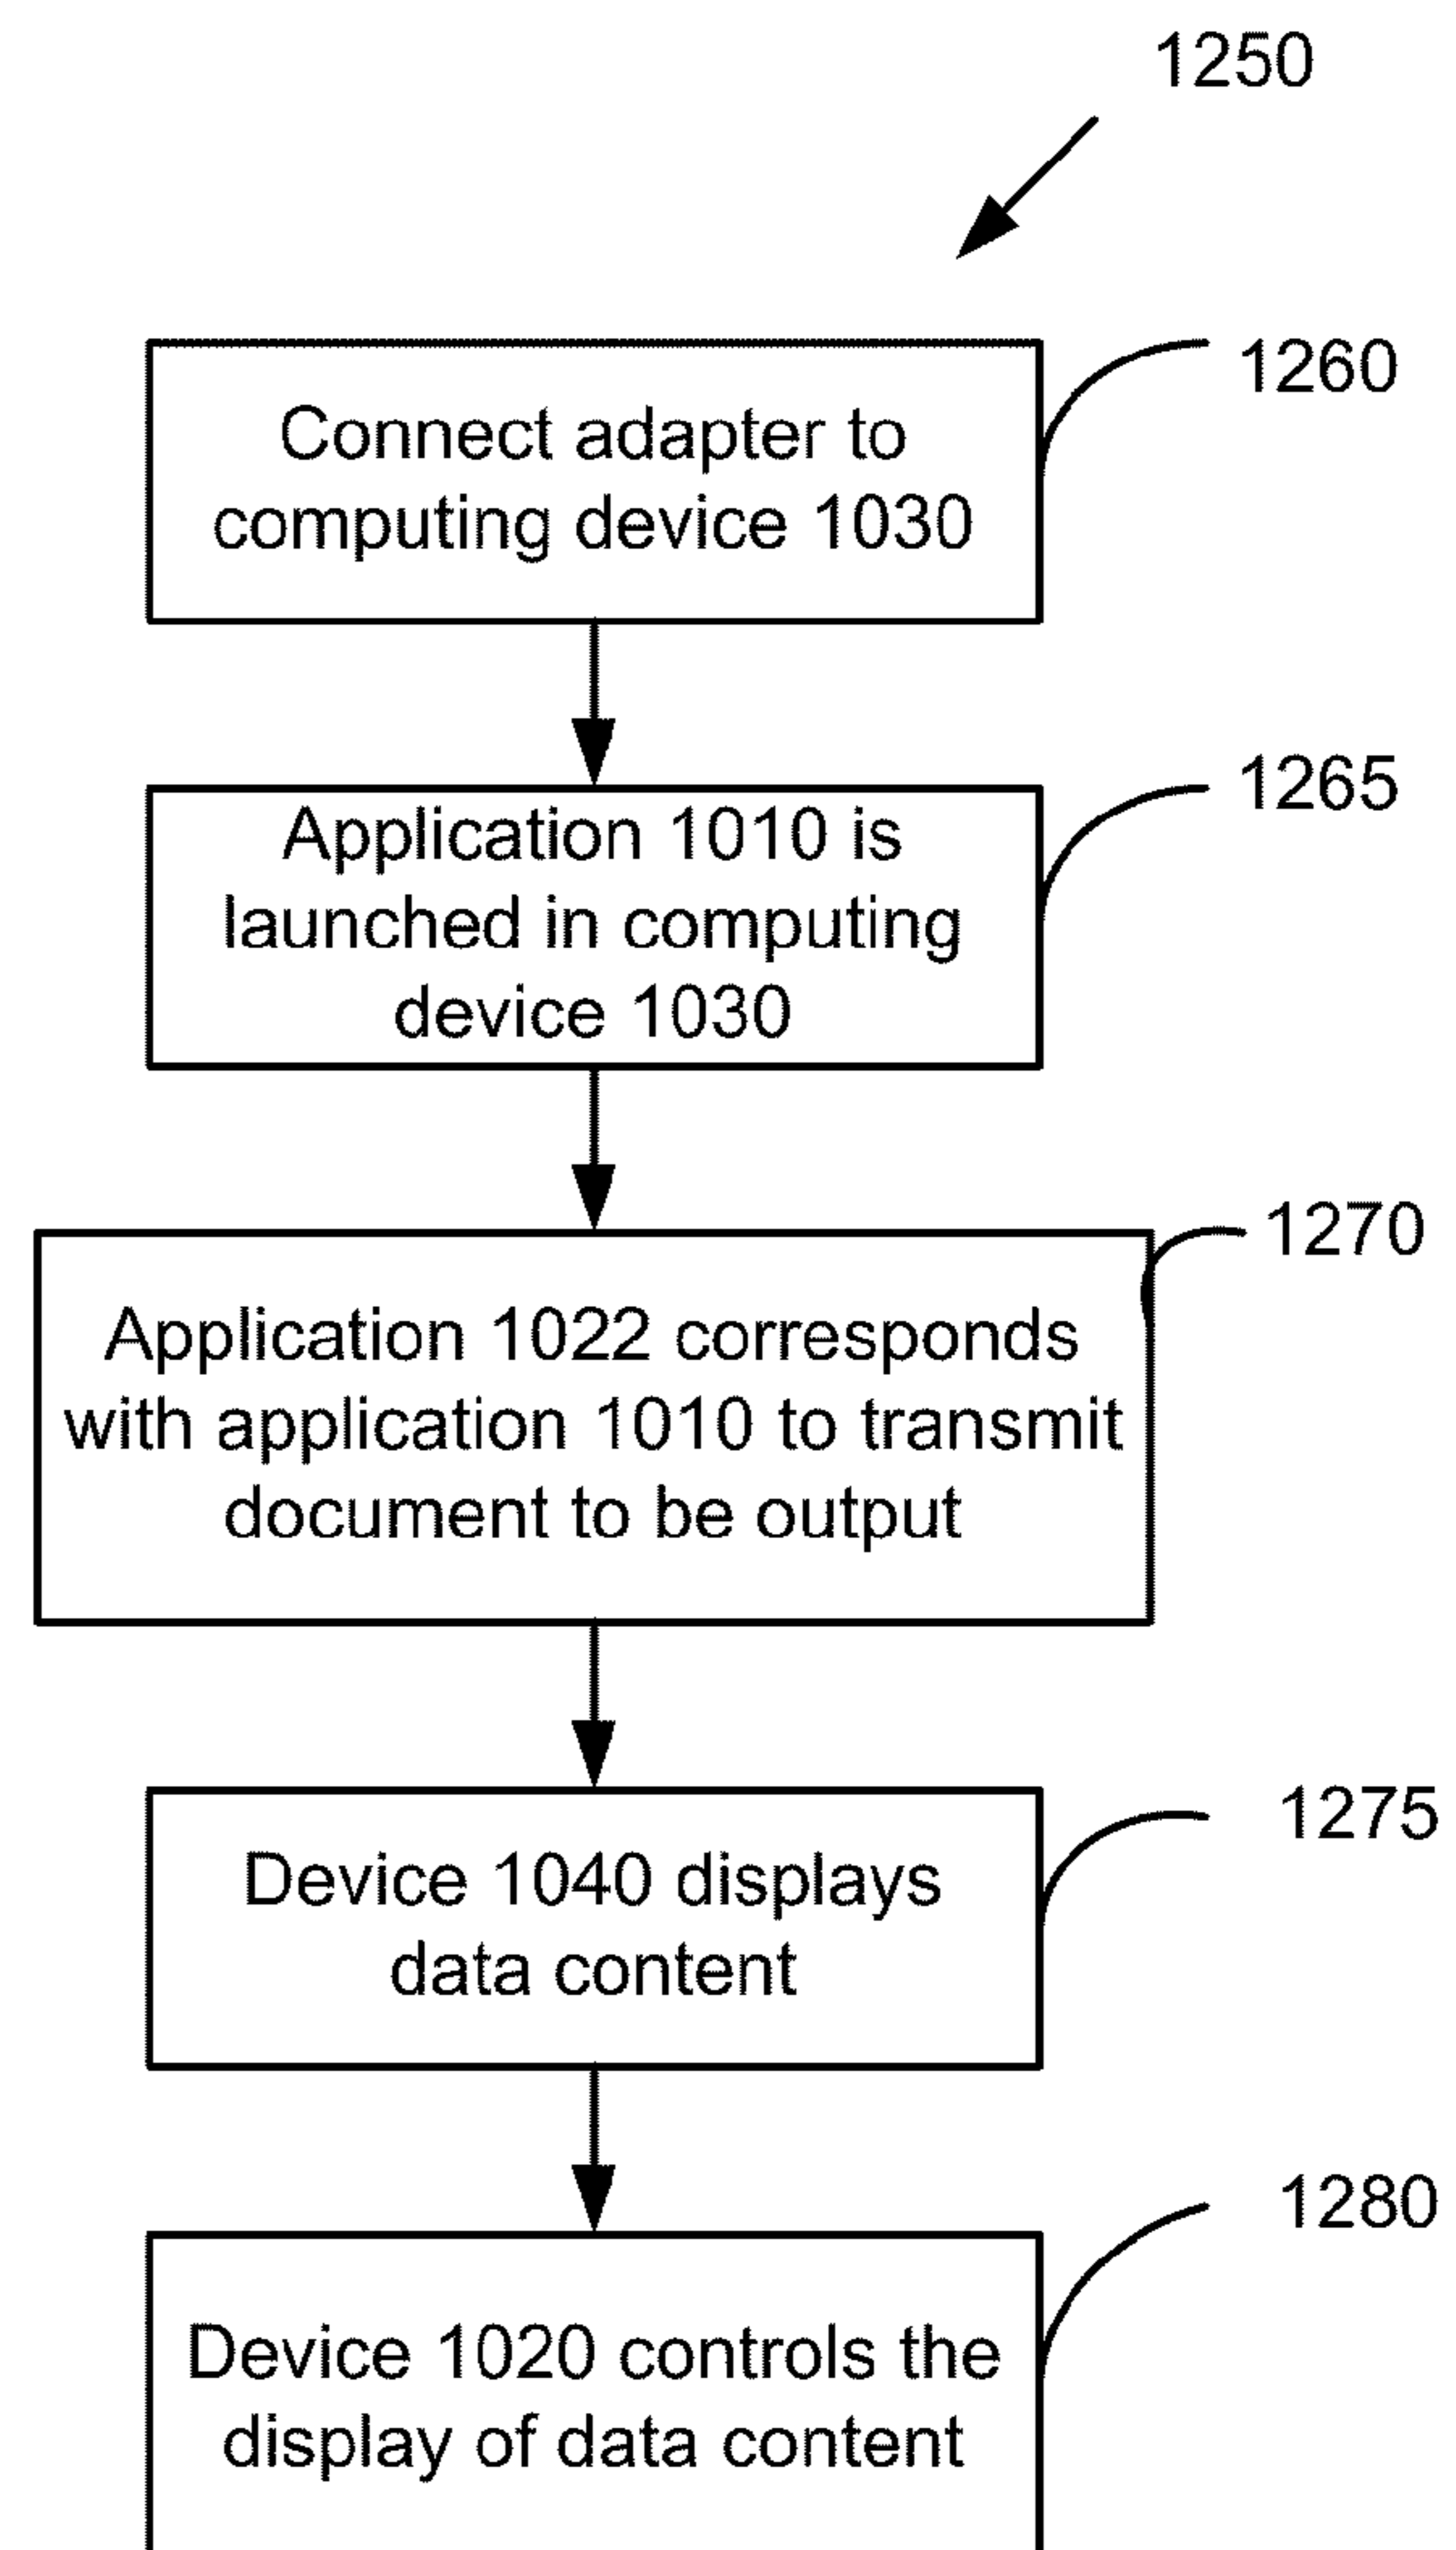 1250
Connect adapter to
computing device 1030
1260
Application 1010 is
launched in computing
device 1030
1265
Application 1022 corresponds
with application 1010 to transmit
document to be output
1270
Device 1040 displays
data content
1275
Device 1020 controls the
display of data content
1280